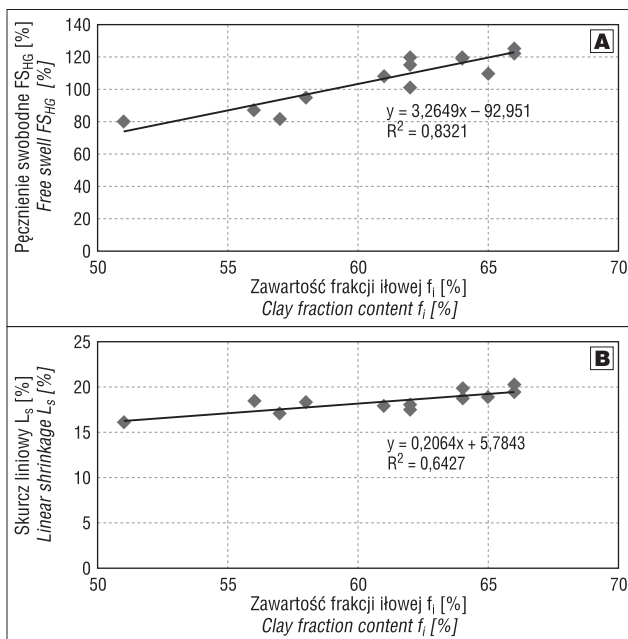 Pęcznienie swobodne FS_HG [%]
Free swell FS_HG [%]
140
120
100
80
60
40
20
0
A
y = 3,2649x – 92,951
R² = 0,8321
50 55 60 65 70
Zawartość frakcji iłowej f_i [%]
Clay fraction content f_i [%]
Skurcz liniowy L_s [%]
Linear shrinkage L_s [%]
25
20
15
10
5
0
B
y = 0,2064x + 5,7843
R² = 0,6427
50 55 60 65 70
Zawartość frakcji iłowej f_i [%]
Clay fraction content f_i [%]